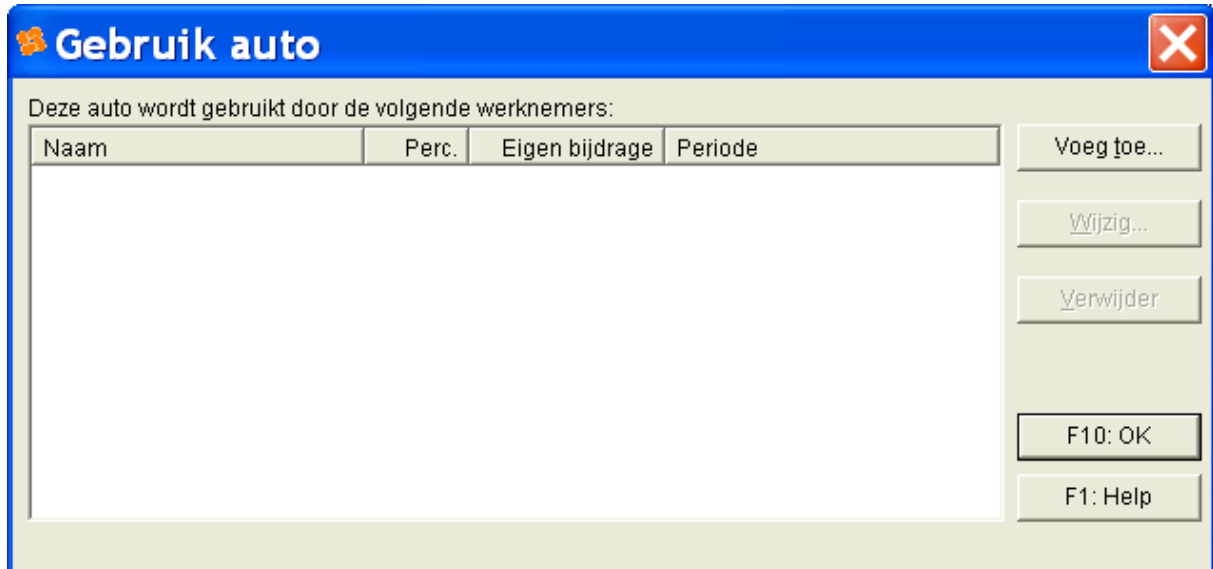 Gebruik auto
Deze auto wordt gebruikt door de volgende werknemers:
Naam Perc. Eigen bijdrage Periode
Voeg toe...
Wijzig...
Verwijder
F10: OK
F1: Help